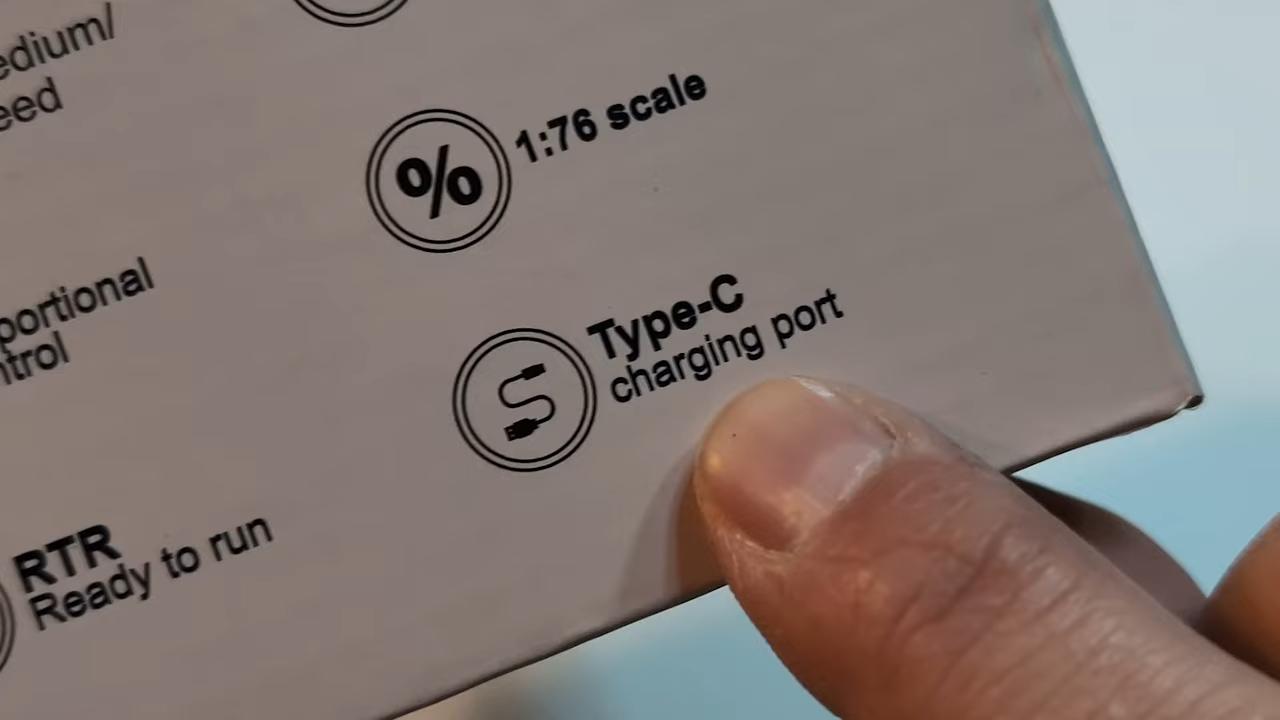 edium/
eed
%
1:76 scale
portional
ntrol
Type-C
charging port
RTR
Ready to run